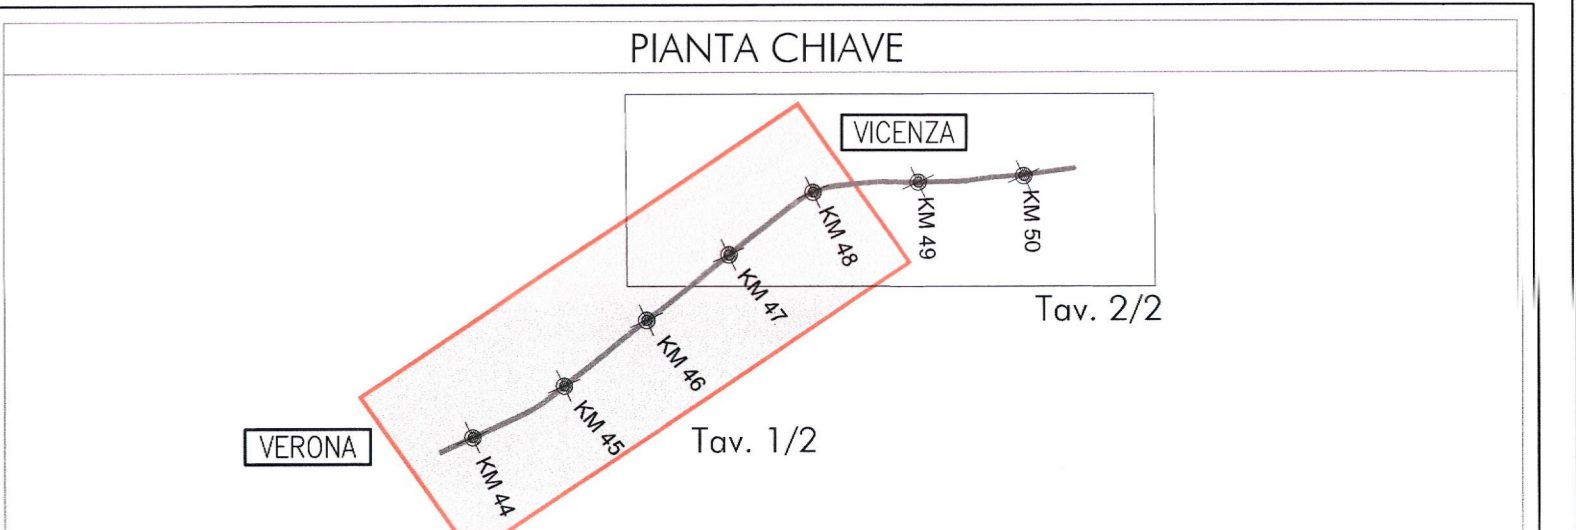 PIANTA CHIAVE
VICENZA
KM 48
KM 49
KM 50
KM 47
Tav. 2/2
KM 46
KM 45
Tav. 1/2
VERONA
KM 44